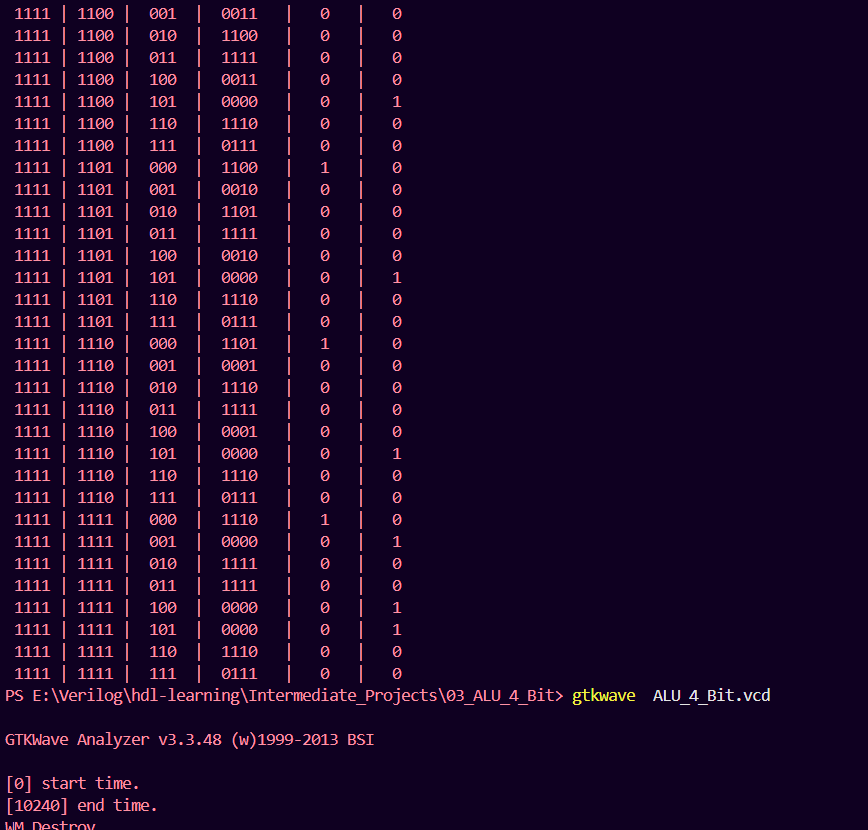 1111 | 1100 | 001 | 0011 | 0 | 0
1111 | 1100 | 010 | 1100 | 0 | 0
1111 | 1100 | 011 | 1111 | 0 | 0
1111 | 1100 | 100 | 0011 | 0 | 0
1111 | 1100 | 101 | 0000 | 0 | 1
1111 | 1100 | 110 | 1110 | 0 | 0
1111 | 1100 | 111 | 0111 | 0 | 0
1111 | 1101 | 000 | 1100 | 1 | 0
1111 | 1101 | 001 | 0010 | 0 | 0
1111 | 1101 | 010 | 1101 | 0 | 0
1111 | 1101 | 011 | 1111 | 0 | 0
1111 | 1101 | 100 | 0010 | 0 | 0
1111 | 1101 | 101 | 0000 | 0 | 1
1111 | 1101 | 110 | 1110 | 0 | 0
1111 | 1101 | 111 | 0111 | 0 | 0
1111 | 1110 | 000 | 1101 | 1 | 0
1111 | 1110 | 001 | 0001 | 0 | 0
1111 | 1110 | 010 | 1110 | 0 | 0
1111 | 1110 | 011 | 1111 | 0 | 0
1111 | 1110 | 100 | 0001 | 0 | 0
1111 | 1110 | 101 | 0000 | 0 | 1
1111 | 1110 | 110 | 1110 | 0 | 0
1111 | 1110 | 111 | 0111 | 0 | 0
1111 | 1111 | 000 | 1110 | 1 | 0
1111 | 1111 | 001 | 0000 | 0 | 1
1111 | 1111 | 010 | 1111 | 0 | 0
1111 | 1111 | 011 | 1111 | 0 | 0
1111 | 1111 | 100 | 0000 | 0 | 1
1111 | 1111 | 101 | 0000 | 0 | 1
1111 | 1111 | 110 | 1110 | 0 | 0
1111 | 1111 | 111 | 0111 | 0 | 0
PS E:\Verilog\hdl-learning\Intermediate_Projects\03_ALU_4_Bit> gtkwave  ALU_4_Bit.vcd
GTKWave Analyzer v3.3.48 (w)1999-2013 BSI
[0] start time.
[10240] end time.
WM Destroy